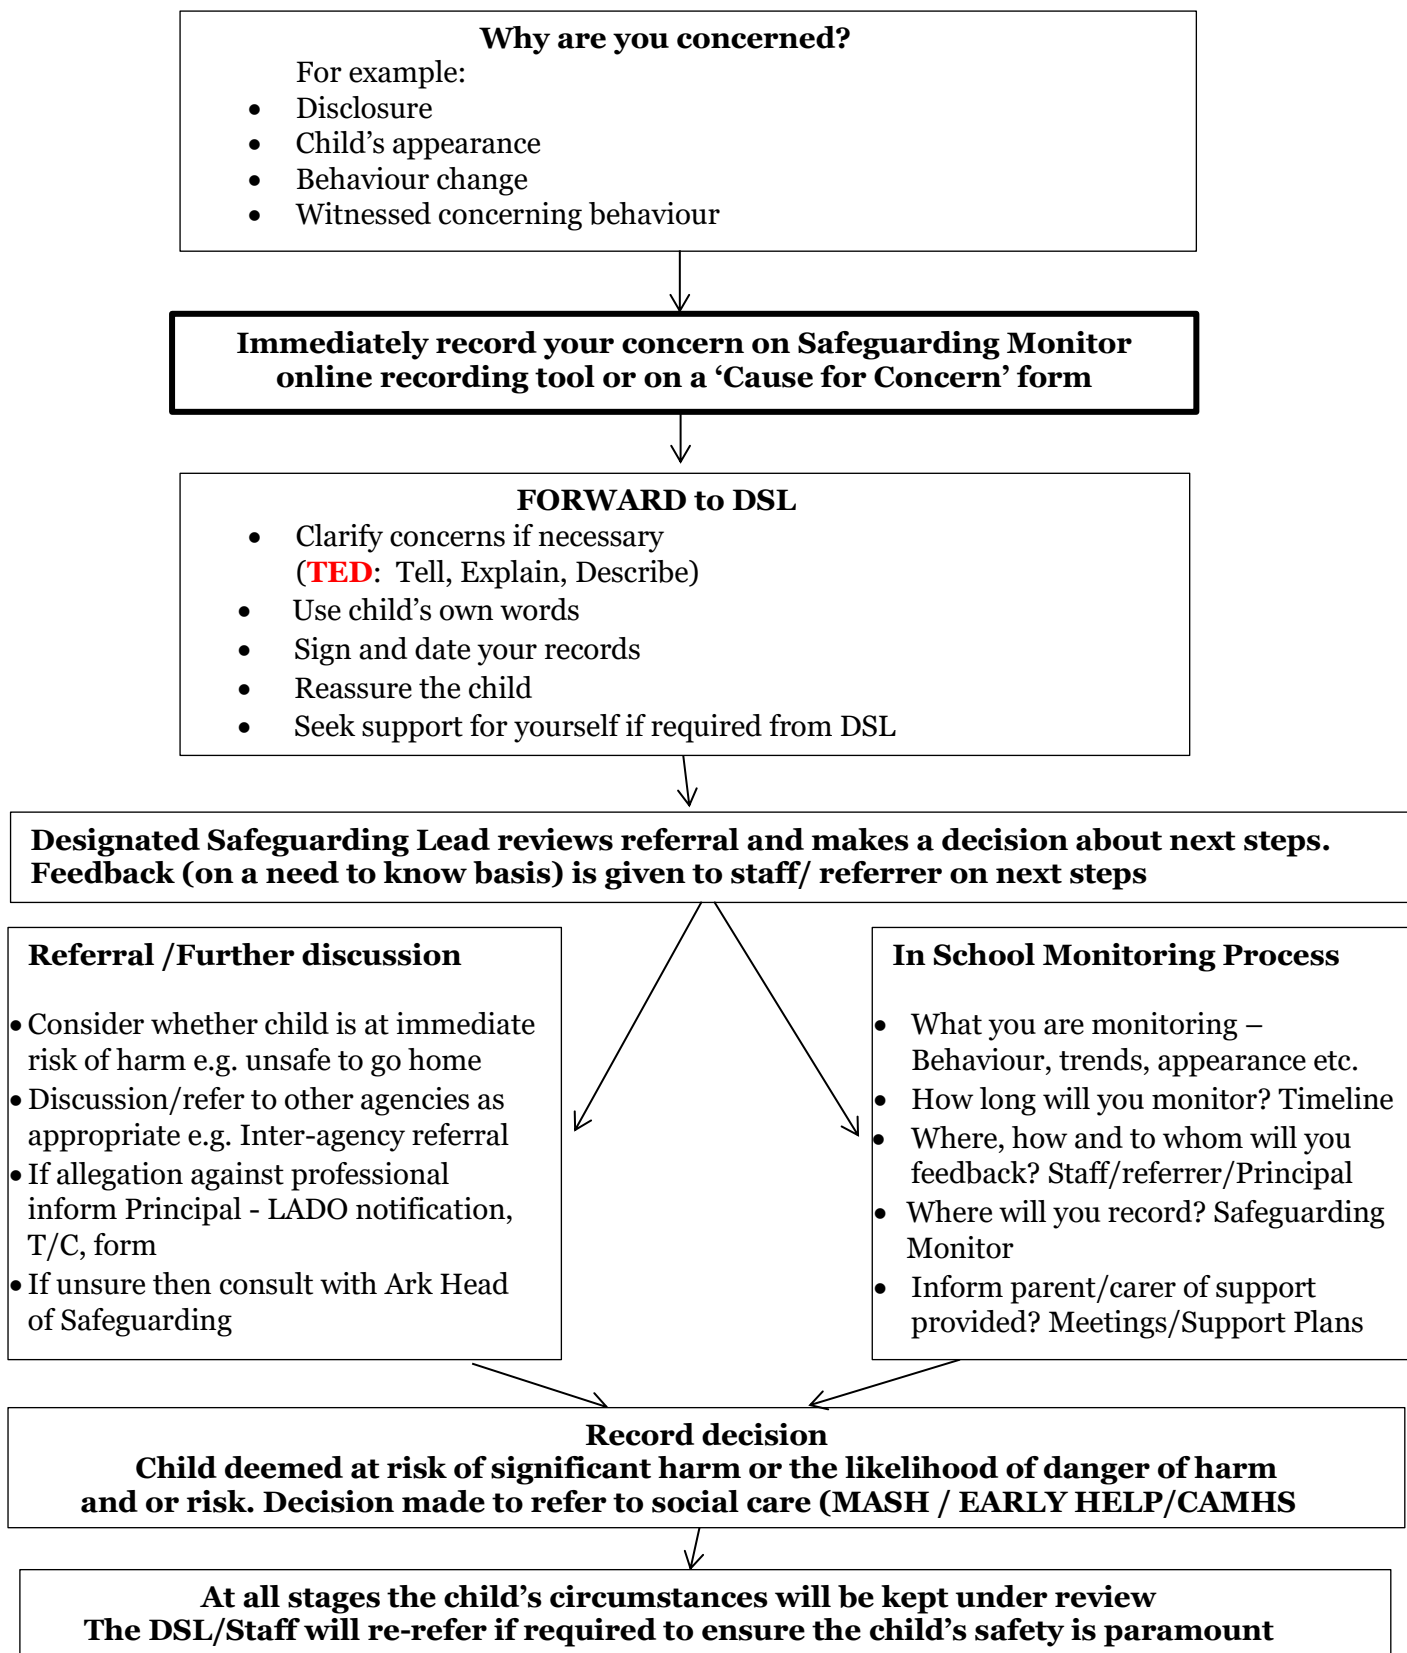 Why are you concerned?
For example:
• Disclosure
• Child’s appearance
• Behaviour change
• Witnessed concerning behaviour
Immediately record your concern on Safeguarding Monitor
online recording tool or on a ‘Cause for Concern’ form
FORWARD to DSL
• Clarify concerns if necessary
(TED:  Tell, Explain, Describe)
• Use child’s own words
• Sign and date your records
• Reassure the child
• Seek support for yourself if required from DSL
Designated Safeguarding Lead reviews referral and makes a decision about next steps.
Feedback (on a need to know basis) is given to staff/ referrer on next steps
Referral /Further discussion
• Consider whether child is at immediate
risk of harm e.g. unsafe to go home
• Discussion/refer to other agencies as
appropriate e.g. Inter-agency referral
• If allegation against professional
inform Principal - LADO notification,
T/C, form
• If unsure then consult with Ark Head
of Safeguarding
In School Monitoring Process
• What you are monitoring –
Behaviour, trends, appearance etc.
• How long will you monitor? Timeline
• Where, how and to whom will you
feedback? Staff/referrer/Principal
• Where will you record? Safeguarding
Monitor
• Inform parent/carer of support
provided? Meetings/Support Plans
Record decision
Child deemed at risk of significant harm or the likelihood of danger of harm
and or risk. Decision made to refer to social care (MASH / EARLY HELP/CAMHS
At all stages the child’s circumstances will be kept under review
The DSL/Staff will re-refer if required to ensure the child’s safety is paramount